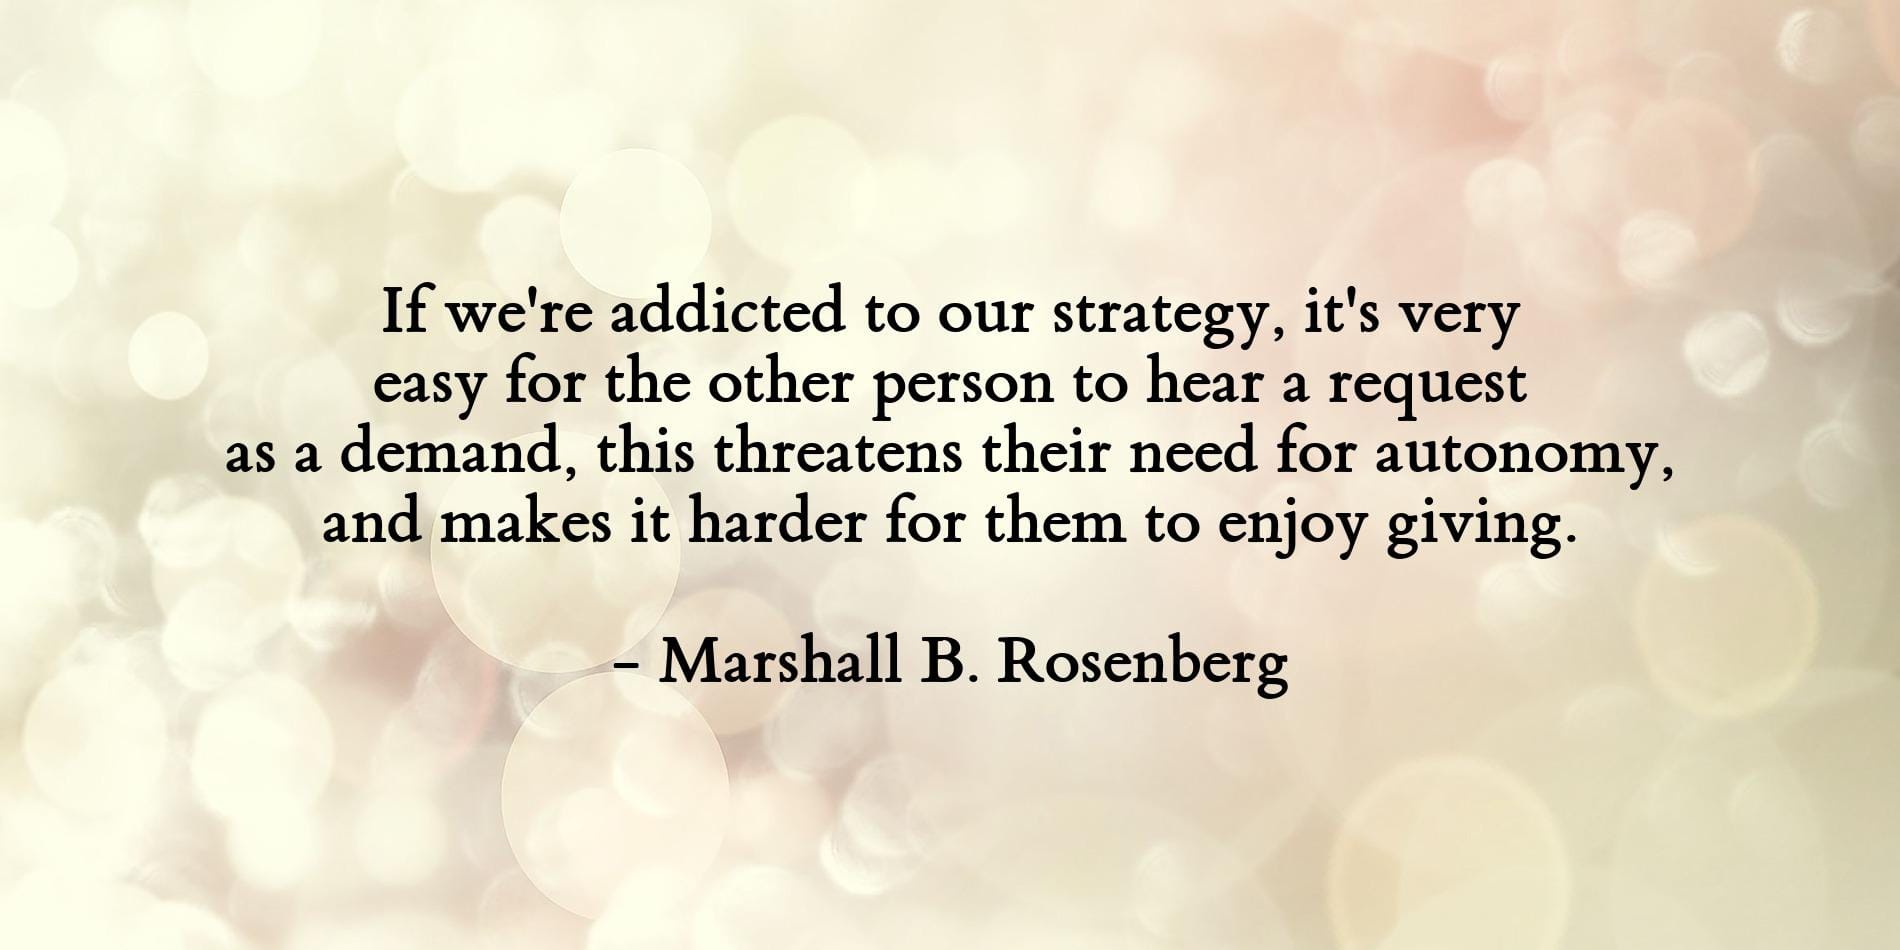 If we're addicted to our strategy, it's very
easy for the other person to hear a request
as a demand, this threatens their need for autonomy,
and makes it harder for them to enjoy giving.
- Marshall B. Rosenberg